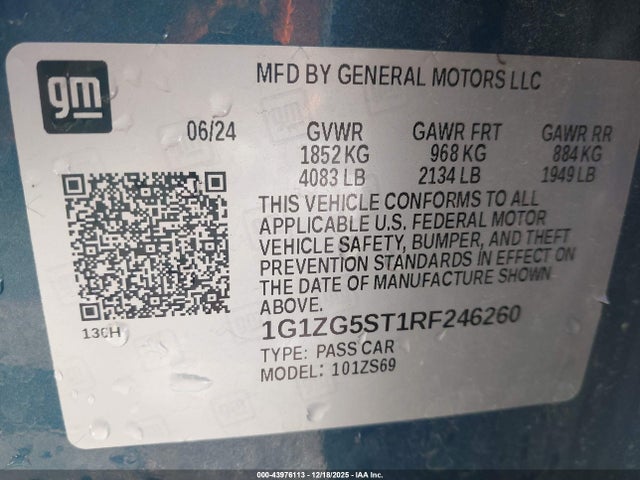 gm
MFD BY GENERAL MOTORS LLC
06/24 GVWR GAWR FRT GAWR RR
1852 KG 968 KG 884 KG
4083 LB 2134 LB 1949 LB
THIS VEHICLE CONFORMS TO ALL
APPLICABLE U.S. FEDERAL MOTOR
VEHICLE SAFETY, BUMPER, AND THEFT
PREVENTION STANDARDS IN EFFECT ON
THE DATE OF MANUFACTURE SHOWN
ABOVE.
136H
1G1ZG5ST1RF246260
TYPE: PASS CAR
MODEL: 101ZS69
000-43976113 - 12/18/2025 - IAA Inc.